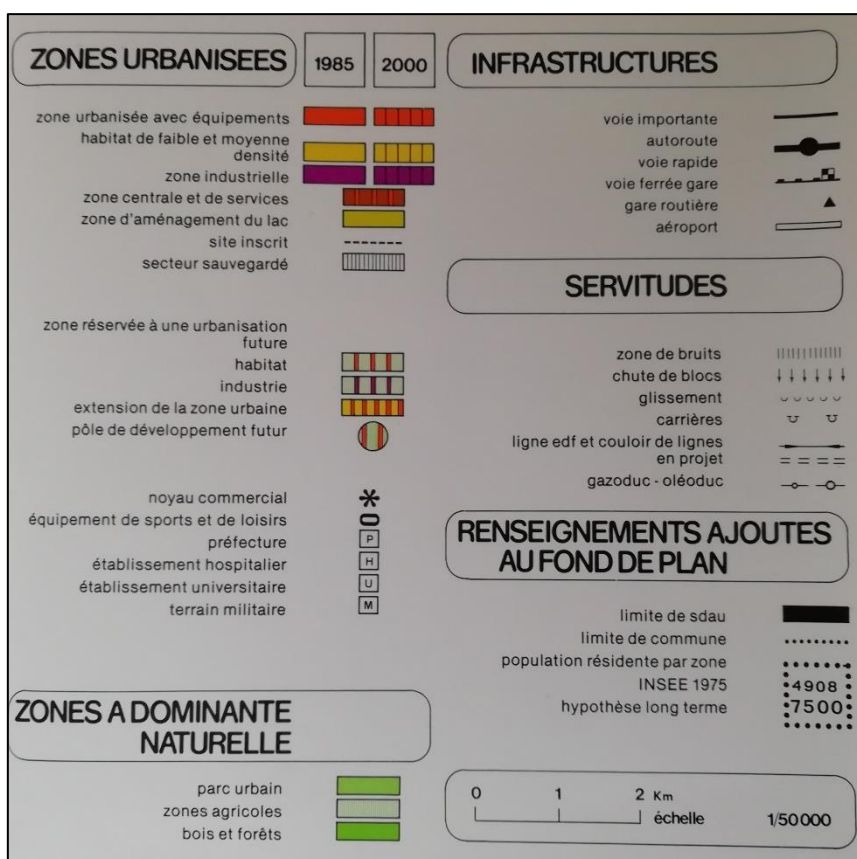 ZONES URBANISEES
1985
2000
zone urbanisée avec équipements
habitat de faible et moyenne
densité
zone industrielle
zone centrale et de services
zone d'aménagement du lac
site inscrit
secteur sauvegardé
zone réservée à une urbanisation
future
habitat
industrie
extension de la zone urbaine
pôle de développement futur
noyau commercial
équipement de sports et de loisirs
préfecture P
établissement hospitalier H
établissement universitaire U
terrain militaire M
ZONES A DOMINANTE
NATURELLE
parc urbain
zones agricoles
bois et forêts
INFRASTRUCTURES
voie importante
autoroute
voie rapide
voie ferrée gare
gare routière
aéroport
SERVITUDES
zone de bruits
chute de blocs
glissement
carrières
ligne edf et couloir de lignes
en projet
gazoduc - oléoduc
RENSEIGNEMENTS AJOUTES
AU FOND DE PLAN
limite de sdau
limite de commune
population résidente par zone
INSEE 1975 4908
hypothèse long terme 7500
0 1 2 Km
échelle 1/50000